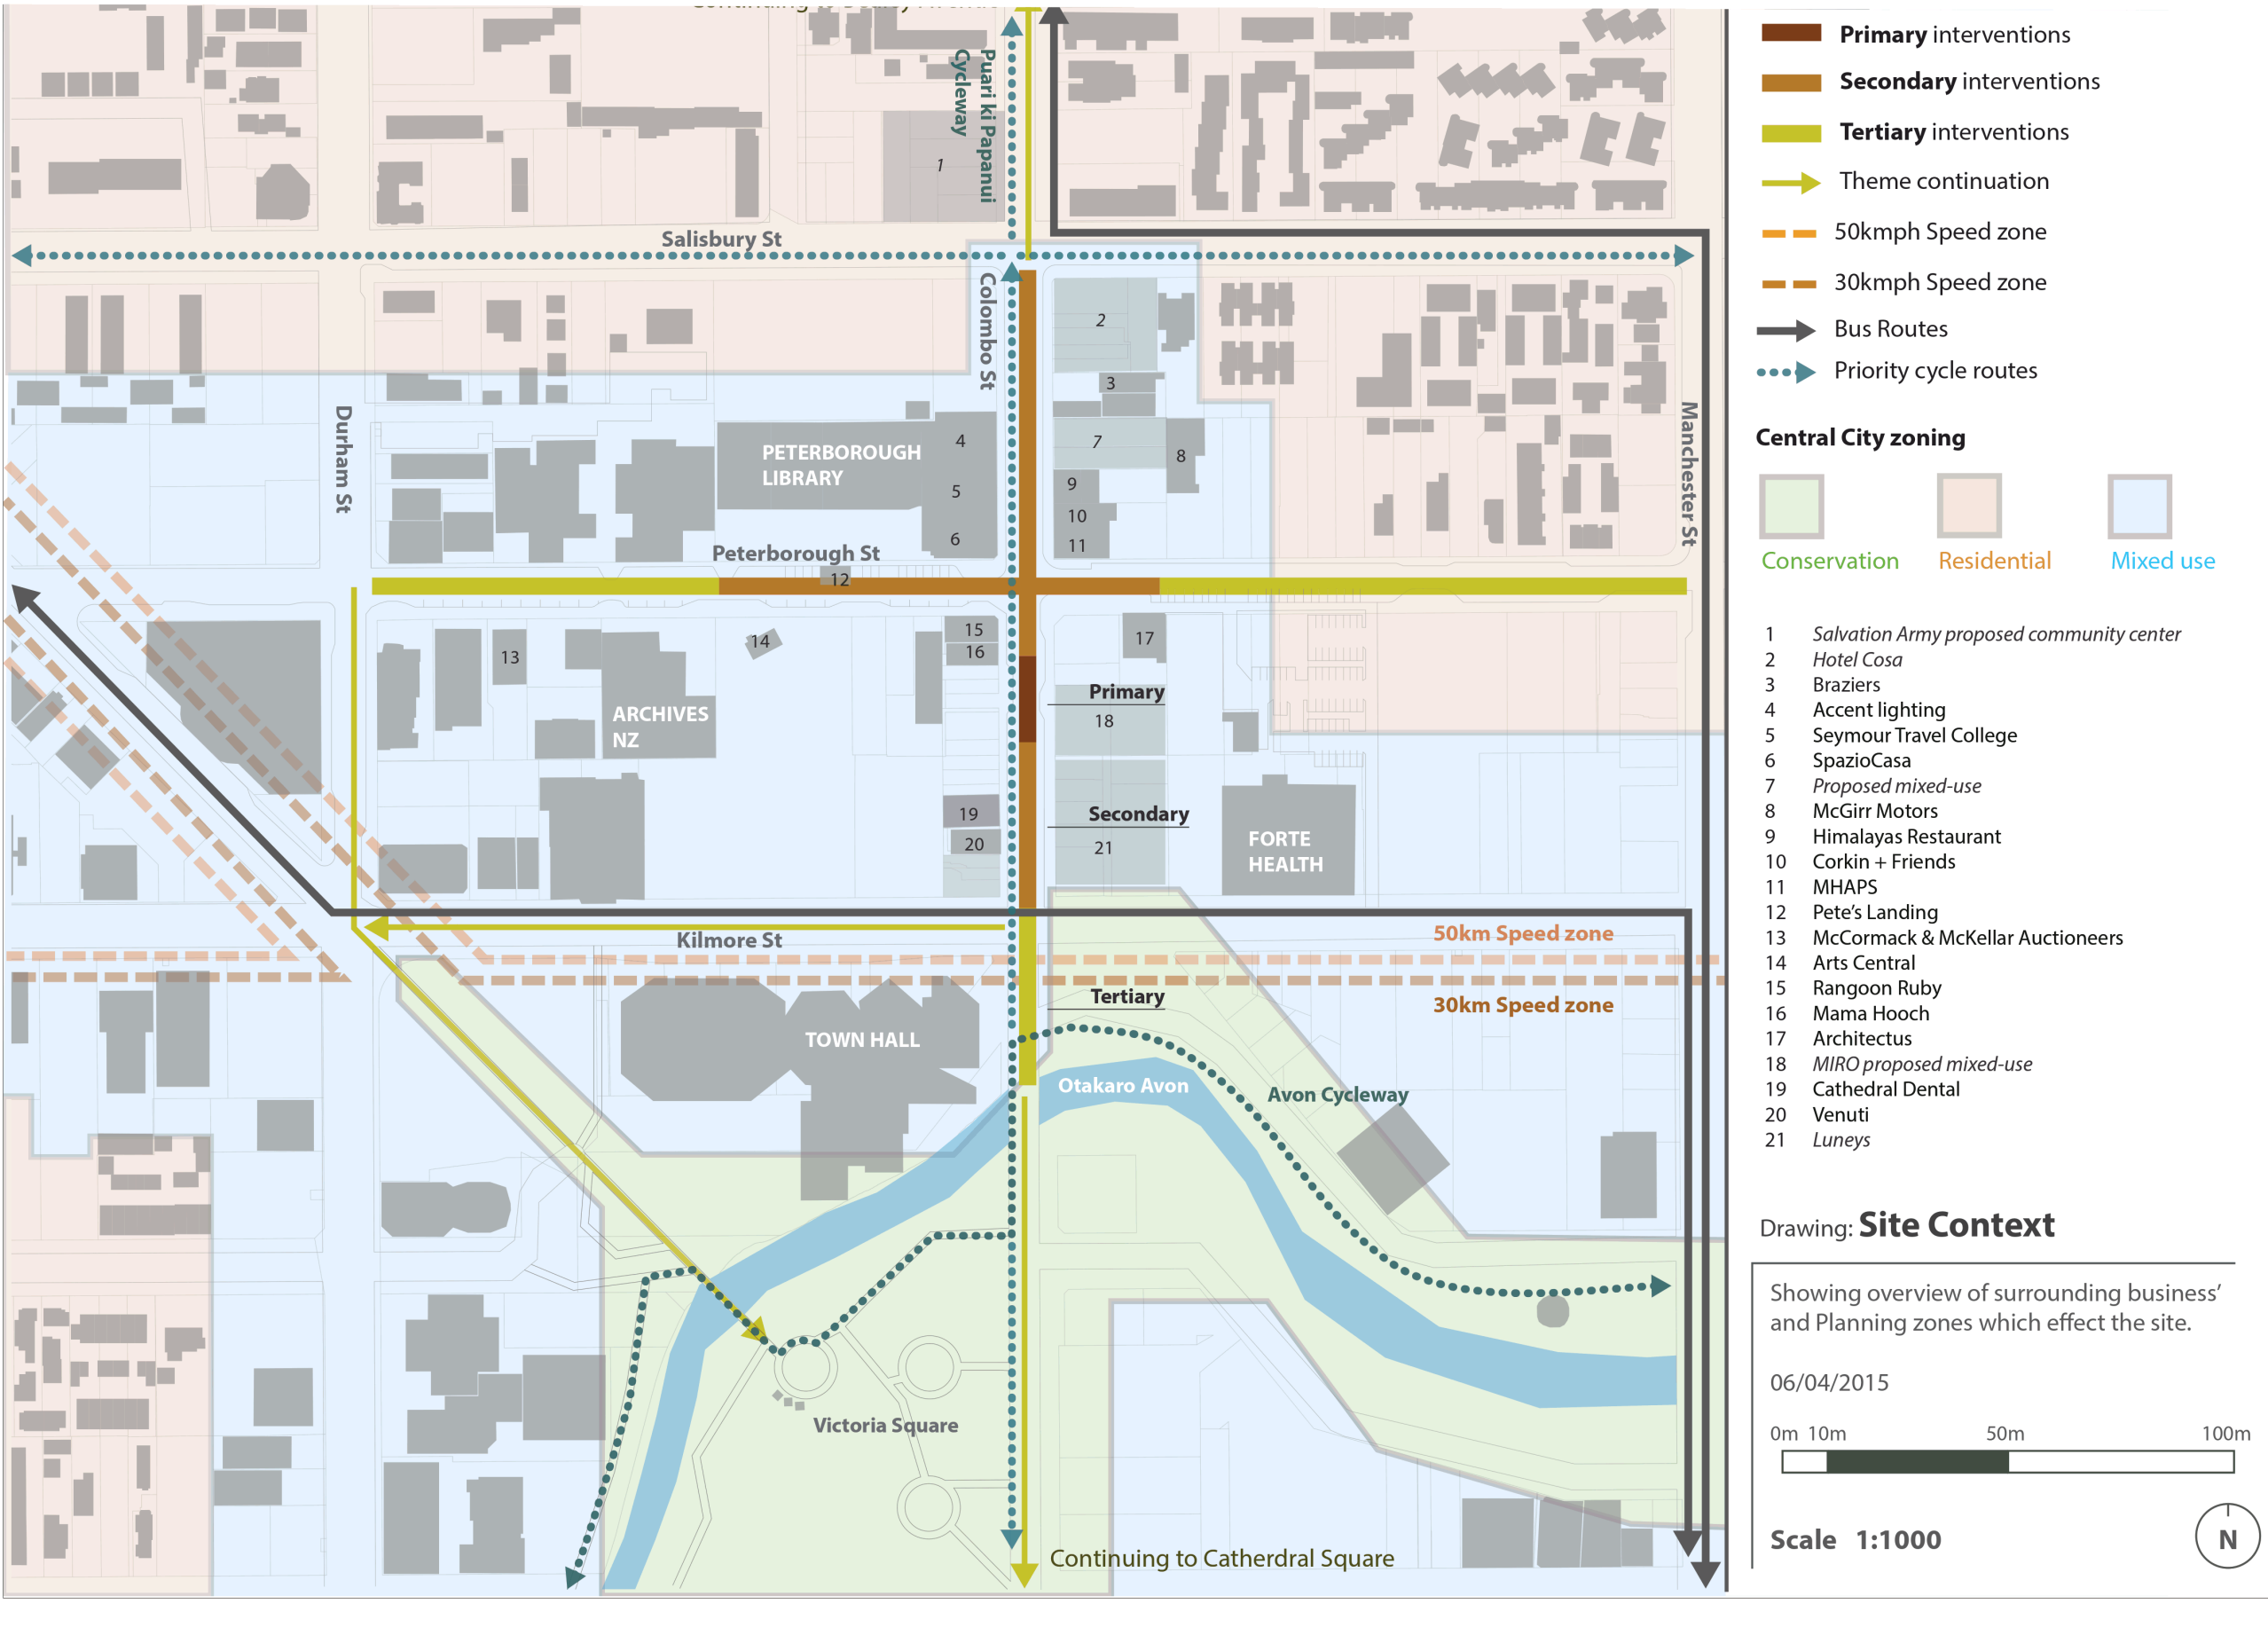 Puari ki Papanui
Cycleway
1
Salisbury St
Colombo St
2
3
Durham St
Manchester St
PETERBOROUGH
LIBRARY
4
5
6
7
8
9
10
11
Peterborough St
12
13
14
15
16
17
ARCHIVES
NZ
Primary
18
Secondary
19
20
21
FORTE
HEALTH
Kilmore St
50km Speed zone
30km Speed zone
Tertiary
TOWN HALL
Otakaro Avon
Avon Cycleway
Victoria Square
Continuing to Catherdral Square
Primary interventions
Secondary interventions
Tertiary interventions
Theme continuation
50kmph Speed zone
30kmph Speed zone
Bus Routes
Priority cycle routes
Central City zoning
Conservation Residential Mixed use
1 Salvation Army proposed community center
2 Hotel Cosa
3 Braziers
4 Accent lighting
5 Seymour Travel College
6 SpazioCasa
7 Proposed mixed-use
8 McGirr Motors
9 Himalayas Restaurant
10 Corkin + Friends
11 MHAPS
12 Pete's Landing
13 McCormack & McKellar Auctioneers
14 Arts Central
15 Rangoon Ruby
16 Mama Hooch
17 Architectus
18 MIRO proposed mixed-use
19 Cathedral Dental
20 Venuti
21 Luneys
Drawing: Site Context
Showing overview of surrounding business'
and Planning zones which effect the site.
06/04/2015
0m 10m 50m 100m
Scale 1:1000
N